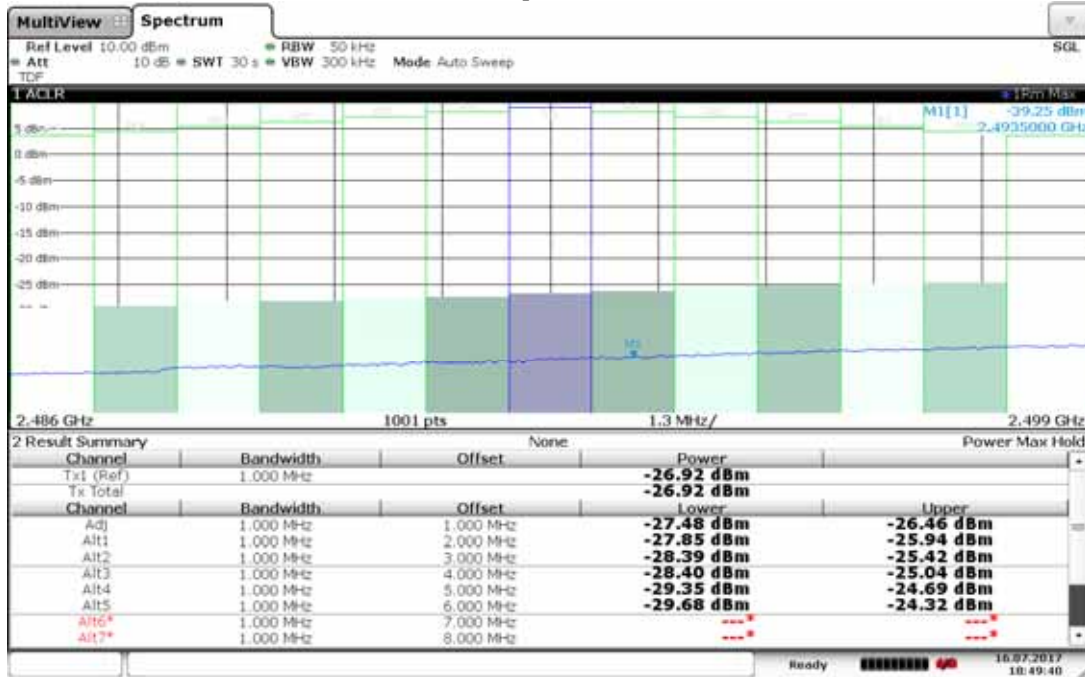 MultiView Spectrum
Ref Level 10.00 dBm RBW 50 kHz SGL
Att 10 dB SWT 30 s VBW 300 kHz Mode Auto Sweep
TDF
1 ACLR 1Rm Max
M1[1] -39.25 dBm
2.4935000 GHz
5 dBm
0 dBm
-5 dBm
-10 dBm
-15 dBm
-20 dBm
-25 dBm
M1
2.486 GHz 1001 pts 1.3 MHz/ 2.499 GHz
2 Result Summary None Power Max Hold
Channel Bandwidth Offset Power
Tx1 (Ref) 1.000 MHz -26.92 dBm
Tx Total -26.92 dBm
Channel Bandwidth Offset Lower Upper
Adj 1.000 MHz 1.000 MHz -27.48 dBm -26.46 dBm
Alt1 1.000 MHz 2.000 MHz -27.85 dBm -25.94 dBm
Alt2 1.000 MHz 3.000 MHz -28.39 dBm -25.42 dBm
Alt3 1.000 MHz 4.000 MHz -28.40 dBm -25.04 dBm
Alt4 1.000 MHz 5.000 MHz -29.35 dBm -24.69 dBm
Alt5 1.000 MHz 6.000 MHz -29.68 dBm -24.32 dBm
Alt6* 1.000 MHz 7.000 MHz ---* ---*
Alt7* 1.000 MHz 8.000 MHz ---* ---*
Ready 16.07.2017
18:49:40